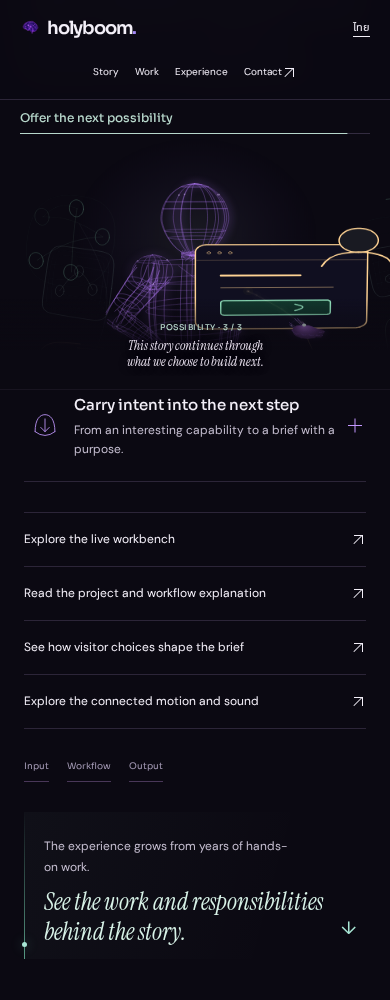 holyboom.
ไทย
Story Work Experience Contact
Offer the next possibility
POSSIBILITY · 3 / 3
This story continues through
what we choose to build next.
Carry intent into the next step
From an interesting capability to a brief with a
purpose.
Explore the live workbench
Read the project and workflow explanation
See how visitor choices shape the brief
Explore the connected motion and sound
Input Workflow Output
The experience grows from years of hands-
on work.
See the work and responsibilities
behind the story.